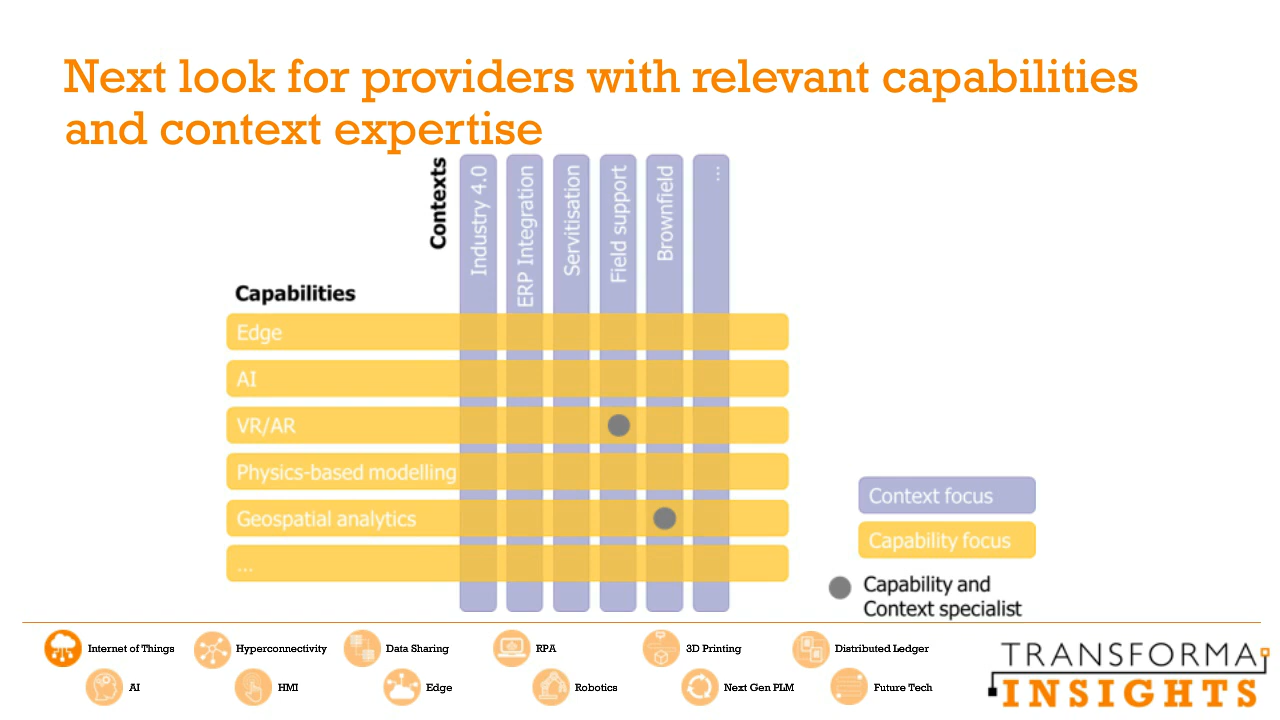 Next look for providers with relevant capabilities
and context expertise
Contexts
Industry 4.0
ERP Integration
Servitisation
Field support
Brownfield
...
Capabilities
Edge
AI
VR/AR
Physics-based modelling
Geospatial analytics
...
Context focus
Capability focus
Capability and
Context specialist
Internet of Things
Hyperconnectivity
Data Sharing
RPA
3D Printing
Distributed Ledger
AI
HMI
Edge
Robotics
Next Gen PLM
Future Tech
TRANSFORMA
INSIGHTS